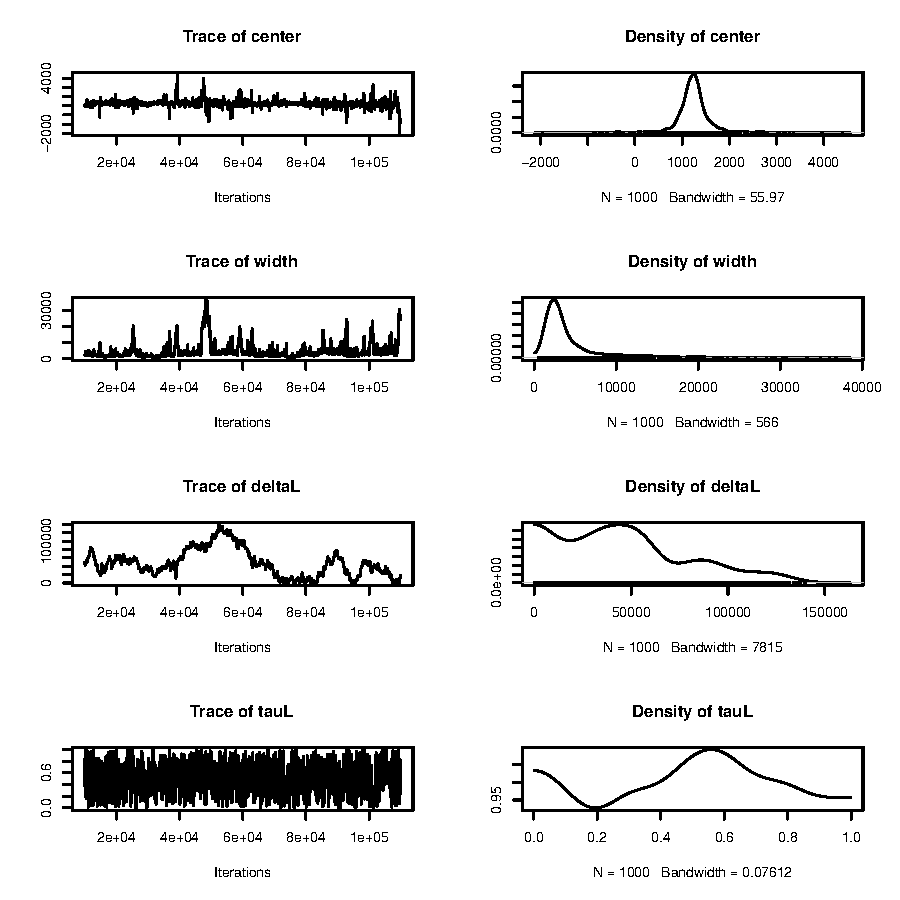 Trace of center
Density of center
−2000 4000
0.0000
2e+04 4e+04 6e+04 8e+04 1e+05
−2000 0 1000 2000 3000 4000
Iterations
N = 1000 Bandwidth = 55.97
Trace of width
Density of width
0 30000
0.00000
2e+04 4e+04 6e+04 8e+04 1e+05
0 10000 20000 30000 40000
Iterations
N = 1000 Bandwidth = 566
Trace of deltaL
Density of deltaL
0 100000
0.0e+00
2e+04 4e+04 6e+04 8e+04 1e+05
0 50000 100000 150000
Iterations
N = 1000 Bandwidth = 7815
Trace of tauL
Density of tauL
0.0 0.6
0.95
2e+04 4e+04 6e+04 8e+04 1e+05
0.0 0.2 0.4 0.6 0.8 1.0
Iterations
N = 1000 Bandwidth = 0.07612